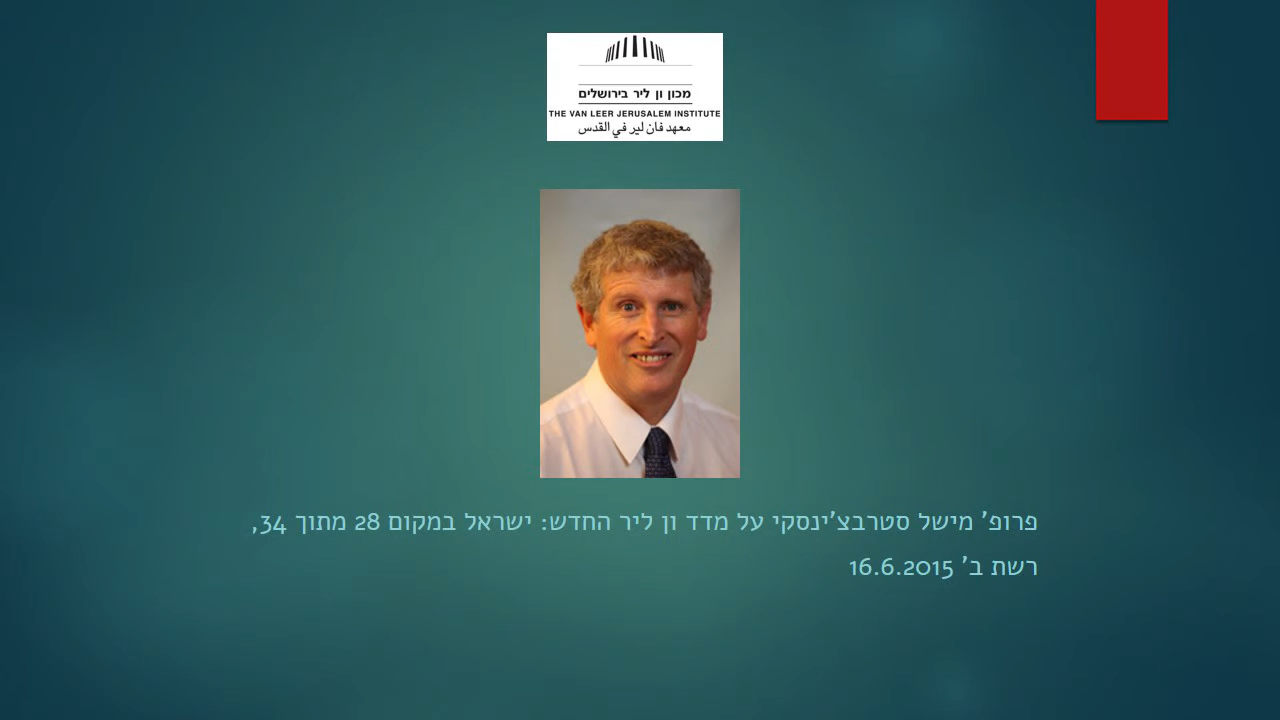 מכון ון ליר בירושלים
THE VAN LEER JERUSALEM INSTITUTE
معهد فان لير في القدس
פרופ' מישל סטרבצ'ינסקי על מדד ון ליר החדש: ישראל במקום 28 מתוך 34,
רשת ב' 16.6.2015